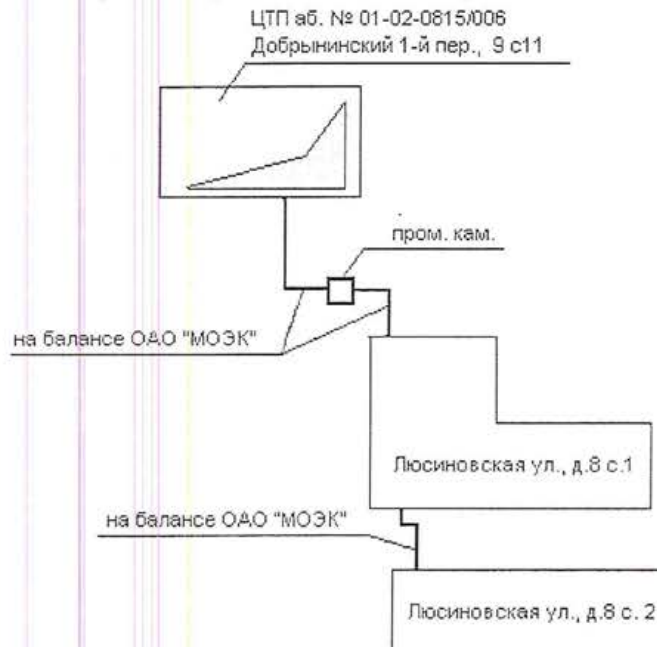 ЦТП аб. № 01-02-0815/006
Добрынинский 1-й пер., 9 с11
пром. кам.
на балансе ОАО "МОЭК"
Люсиновская ул., д.8 с.1
на балансе ОАО "МОЭК"
Люсиновская ул., д.8 с. 2